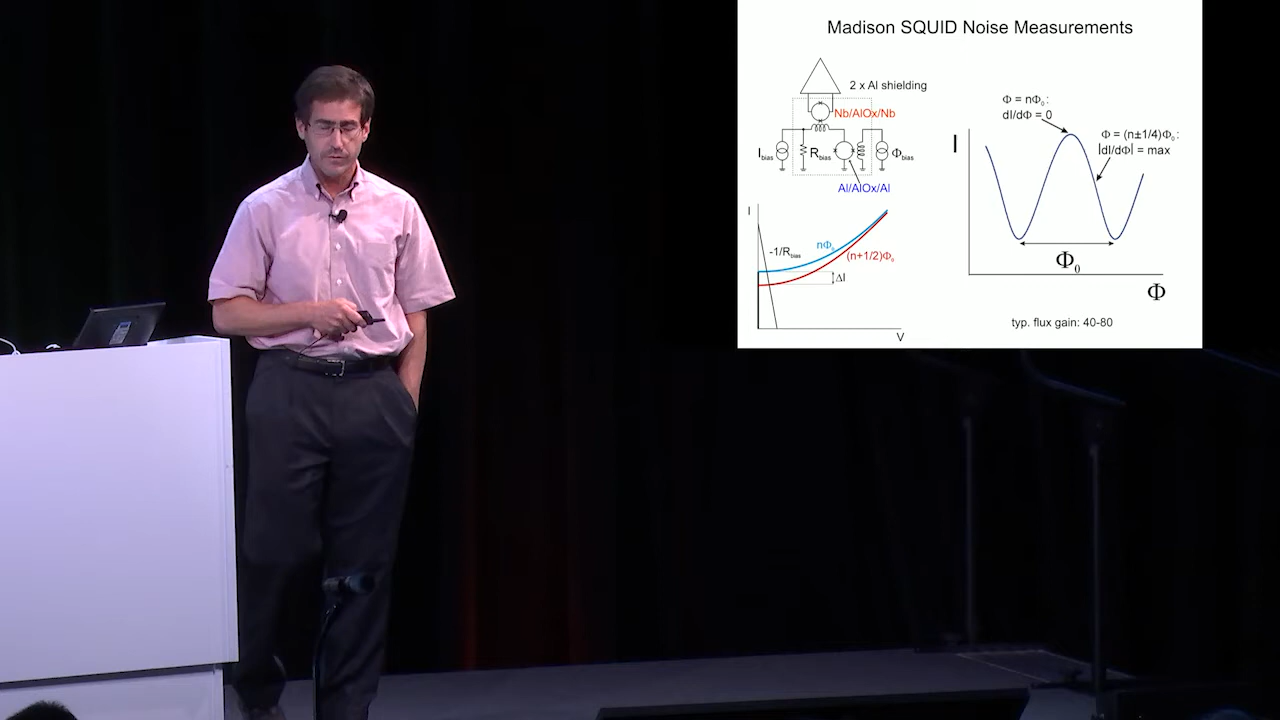 Madison SQUID Noise Measurements
2 x Al shielding
Nb/AlOx/Nb
I_bias
R_bias
Φ_bias
Al/AlOx/Al
I
-1/R_bias
nΦ₀
(n+1/2)Φ₀
ΔI
V
Φ = nΦ₀:
dI/dΦ = 0
Φ = (n±1/4)Φ₀:
|dI/dΦ| = max
I
Φ₀
Φ
typ. flux gain: 40-80